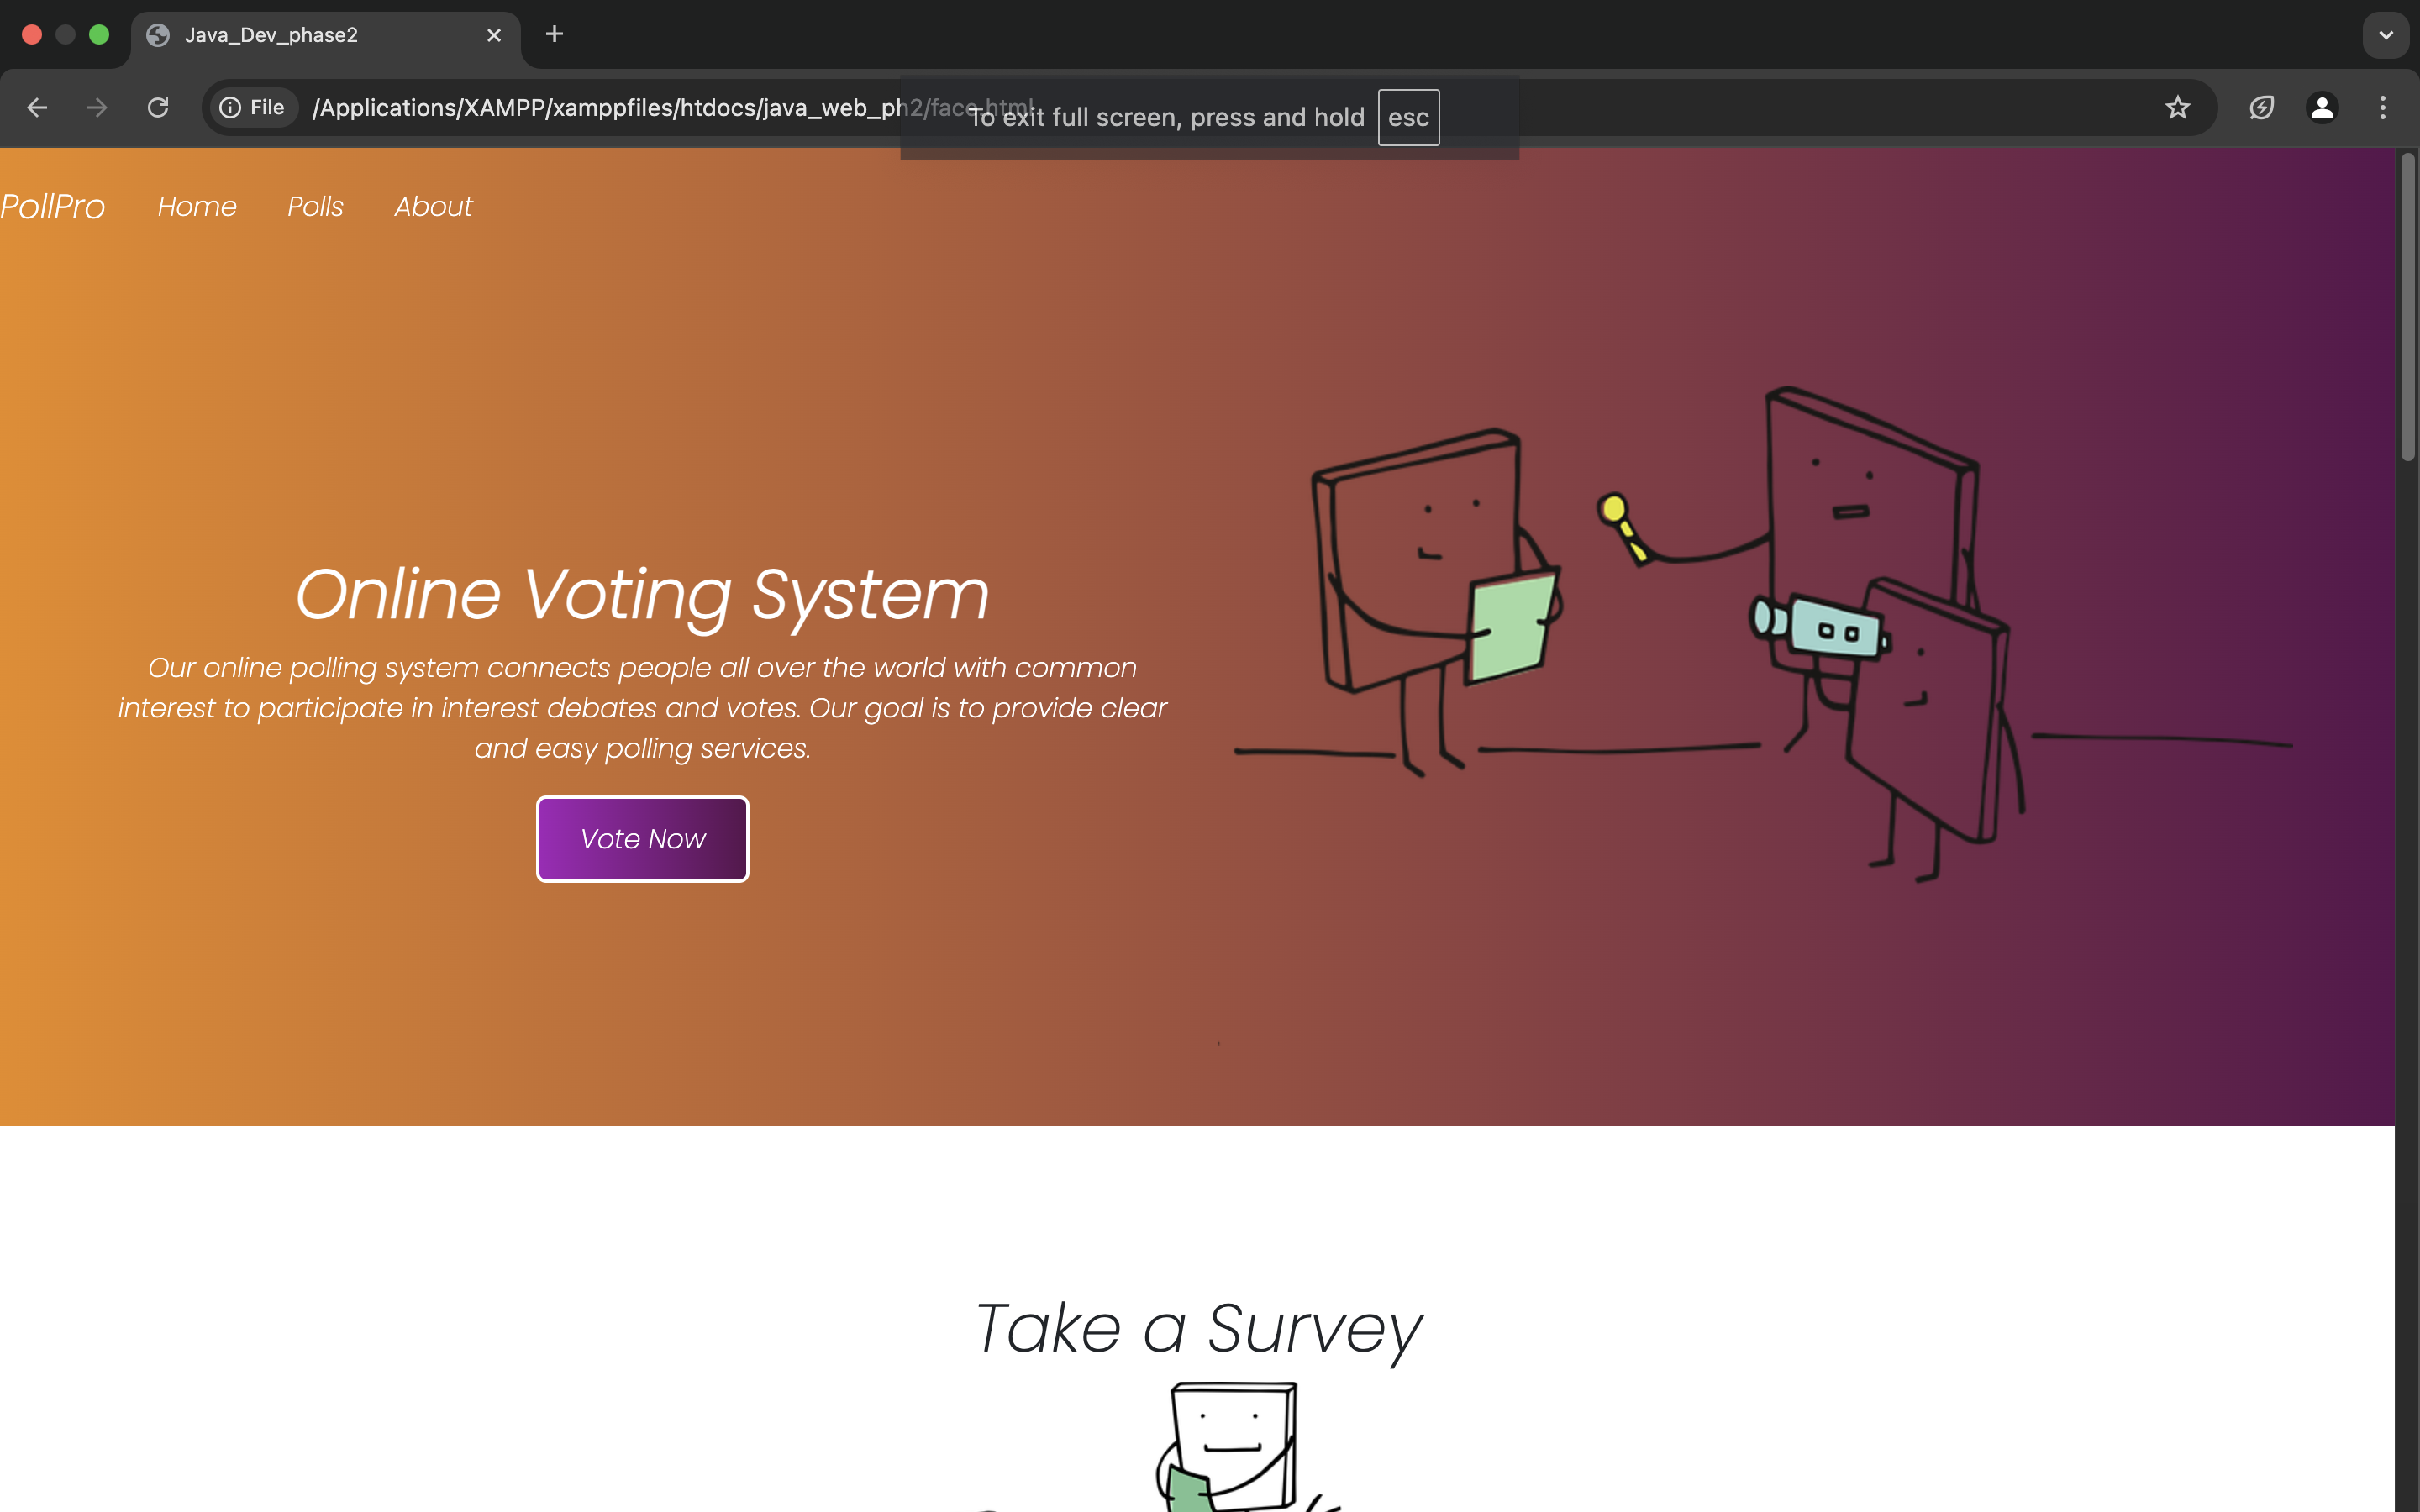 Java_Dev_phase2
File
/Applications/XAMPP/xamppfiles/htdocs/java_web_ph2/face.html
To exit full screen, press and hold esc
PollPro
Home
Polls
About
Online Voting System
Our online polling system connects people all over the world with common
interest to participate in interest debates and votes. Our goal is to provide clear
and easy polling services.
Vote Now
Take a Survey